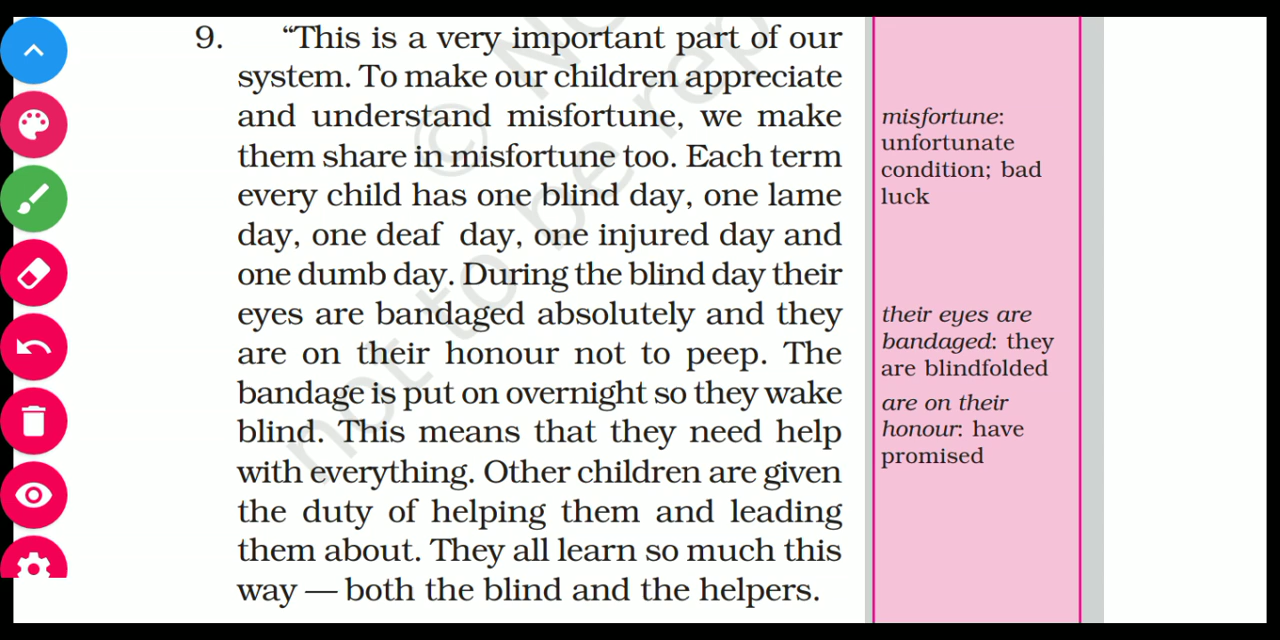 9. “This is a very important part of our
system. To make our children appreciate
and understand misfortune, we make
them share in misfortune too. Each term
every child has one blind day, one lame
day, one deaf day, one injured day and
one dumb day. During the blind day their
eyes are bandaged absolutely and they
are on their honour not to peep. The
bandage is put on overnight so they wake
blind. This means that they need help
with everything. Other children are given
the duty of helping them and leading
them about. They all learn so much this
way — both the blind and the helpers.
misfortune:
unfortunate
condition; bad
luck
their eyes are
bandaged: they
are blindfolded
are on their
honour: have
promised
© N
not to be rep